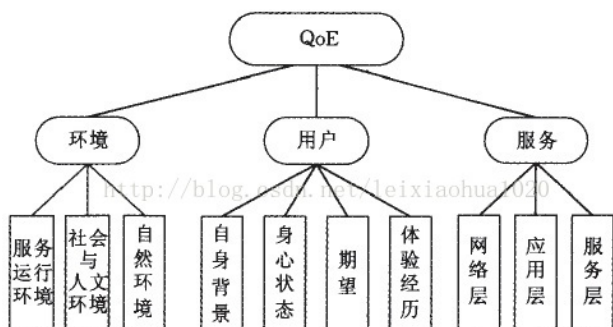 QoE
环境
用户
服务
http://blog.csdn.net/leixiaohua1020
服务运行环境
社会与人文环境
自然环境
自身背景
身心状态
期望
体验经历
网络层
应用层
服务层